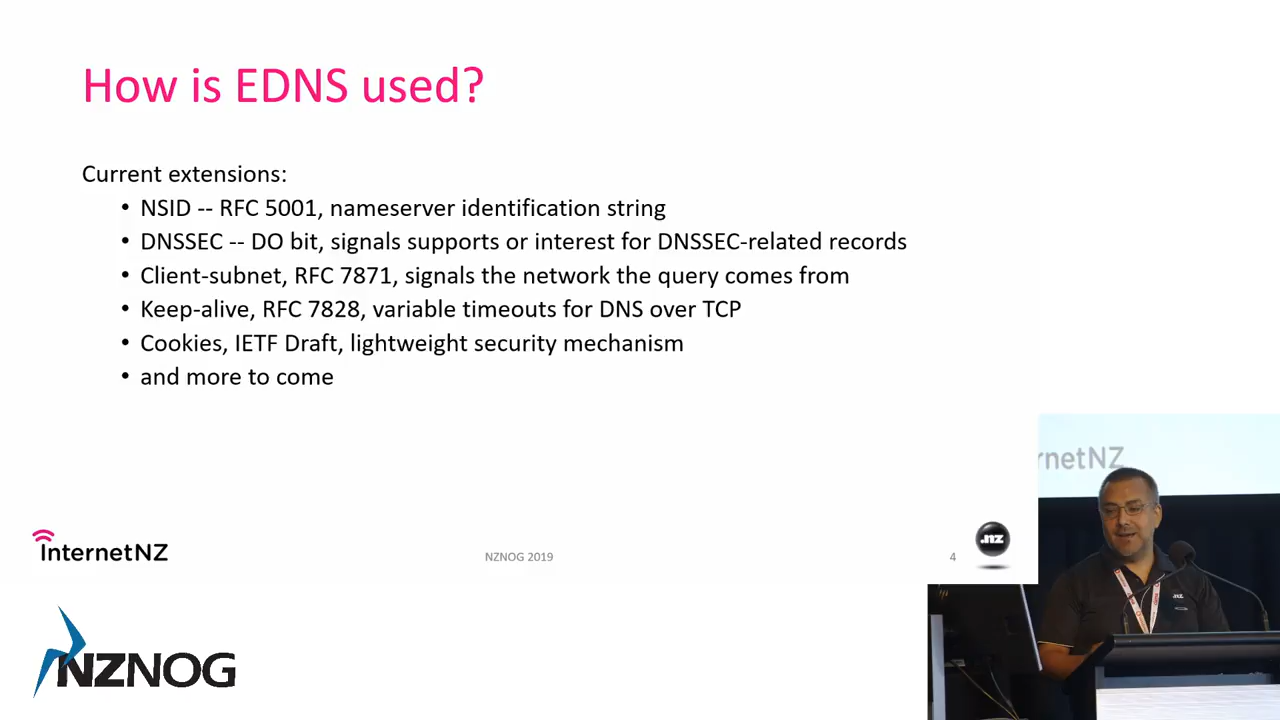 How is EDNS used?
Current extensions:
• NSID -- RFC 5001, nameserver identification string
• DNSSEC -- DO bit, signals supports or interest for DNSSEC-related records
• Client-subnet, RFC 7871, signals the network the query comes from
• Keep-alive, RFC 7828, variable timeouts for DNS over TCP
• Cookies, IETF Draft, lightweight security mechanism
• and more to come
rnetNZ
InternetNZ
NZNOG 2019
4
.nz
.nz
NZNOG